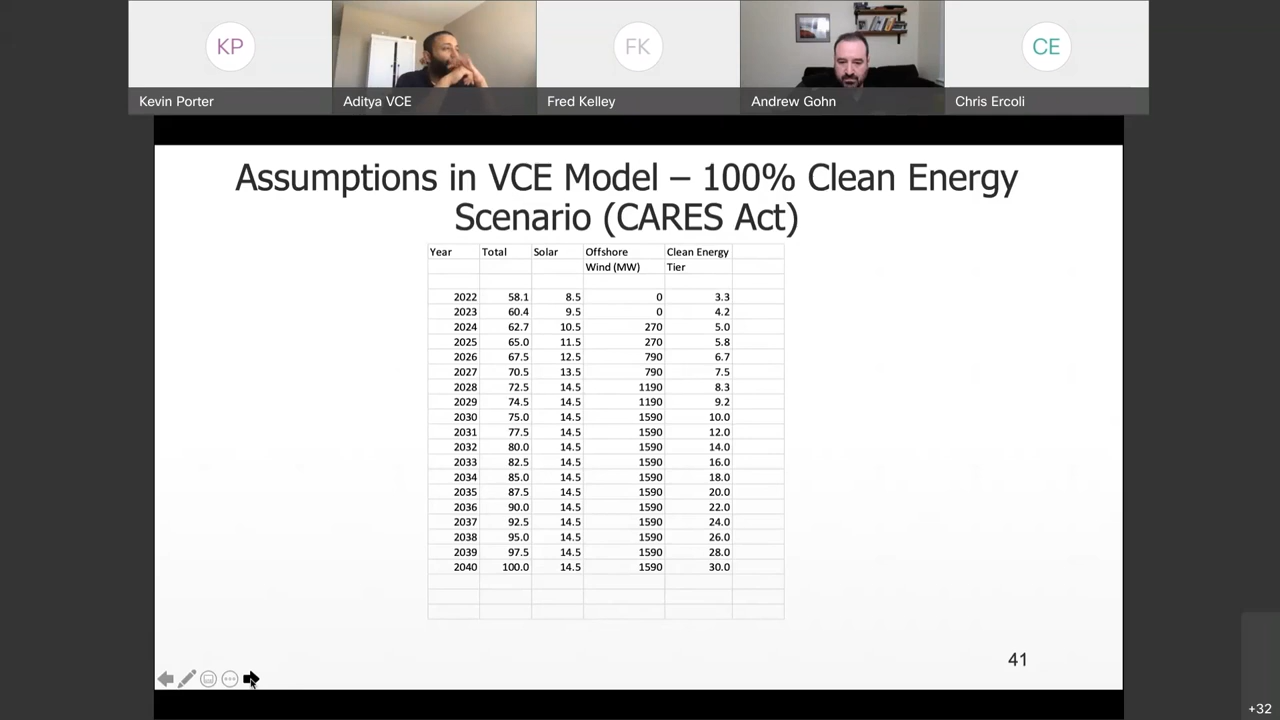 KP
FK
CE
Kevin Porter
Aditya VCE
Fred Kelley
Andrew Gohn
Chris Ercoli
Assumptions in VCE Model – 100% Clean Energy
Scenario (CARES Act)
Year Total Solar Offshore Clean Energy
Wind (MW) Tier
2022 58.1 8.5 0 3.3
2023 60.4 9.5 0 4.2
2024 62.7 10.5 270 5.0
2025 65.0 11.5 270 5.8
2026 67.5 12.5 790 6.7
2027 70.5 13.5 790 7.5
2028 72.5 14.5 1190 8.3
2029 74.5 14.5 1190 9.2
2030 75.0 14.5 1590 10.0
2031 77.5 14.5 1590 12.0
2032 80.0 14.5 1590 14.0
2033 82.5 14.5 1590 16.0
2034 85.0 14.5 1590 18.0
2035 87.5 14.5 1590 20.0
2036 90.0 14.5 1590 22.0
2037 92.5 14.5 1590 24.0
2038 95.0 14.5 1590 26.0
2039 97.5 14.5 1590 28.0
2040 100.0 14.5 1590 30.0
41
+32